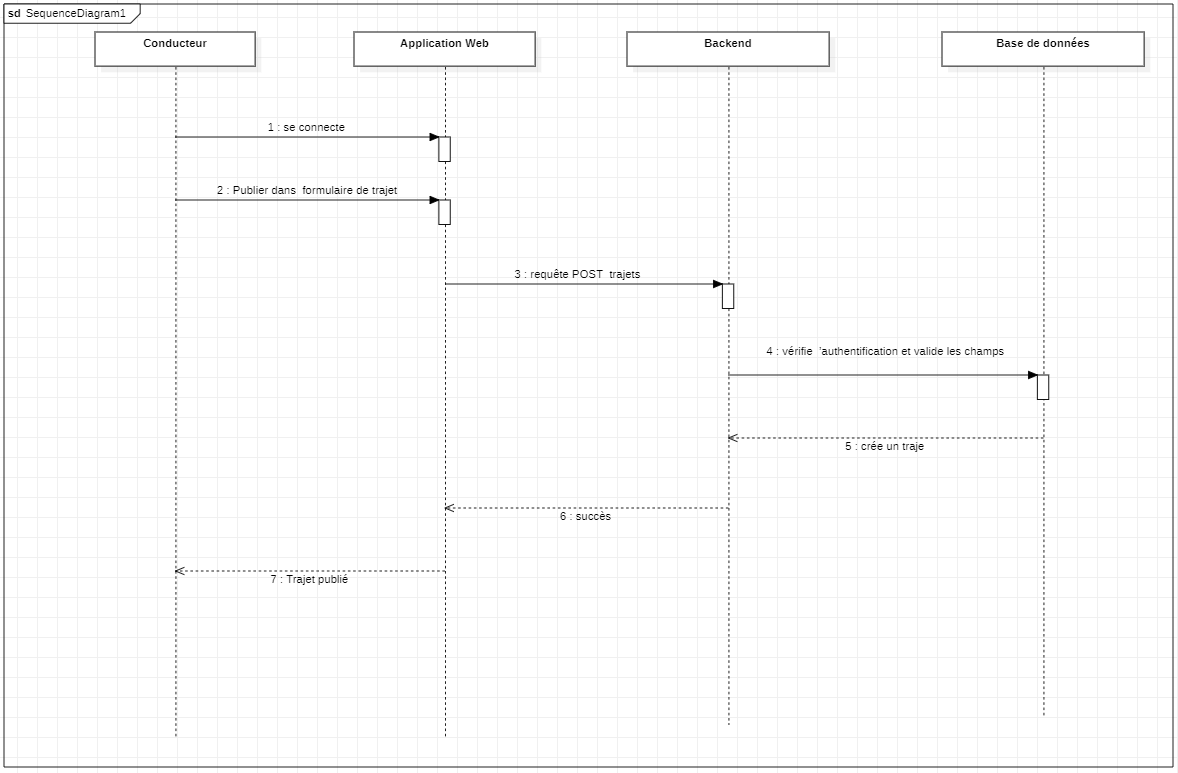 sd SequenceDiagram1
Conducteur
Application Web
Backend
Base de données
1 : se connecte
2 : Publier dans  formulaire de trajet
3 : requête POST  trajets
4 : vérifie  'authentification et valide les champs
5 : crée un traje
6 : succès
7 : Trajet publié